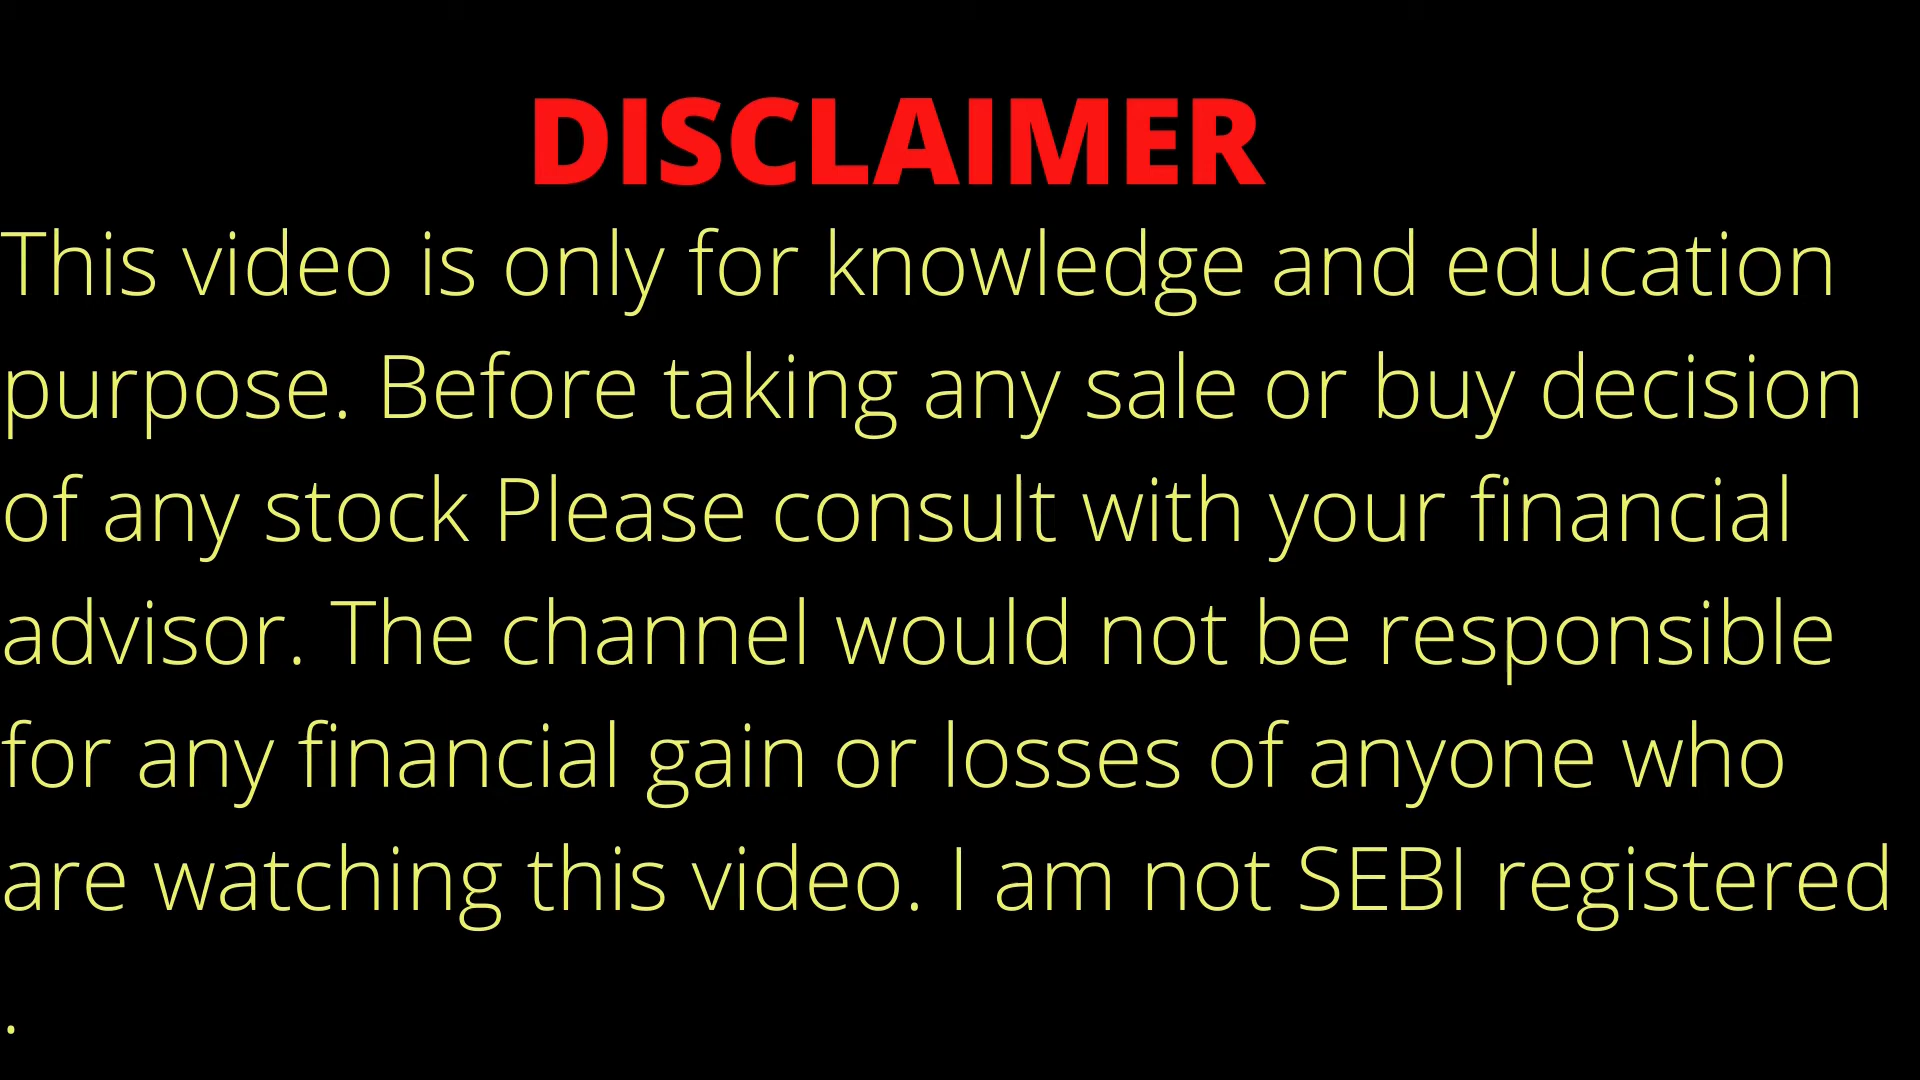 DISCLAIMER
This video is only for knowledge and education
purpose. Before taking any sale or buy decision
of any stock Please consult with your financial
advisor. The channel would not be responsible
for any financial gain or losses of anyone who
are watching this video. I am not SEBI registered
.